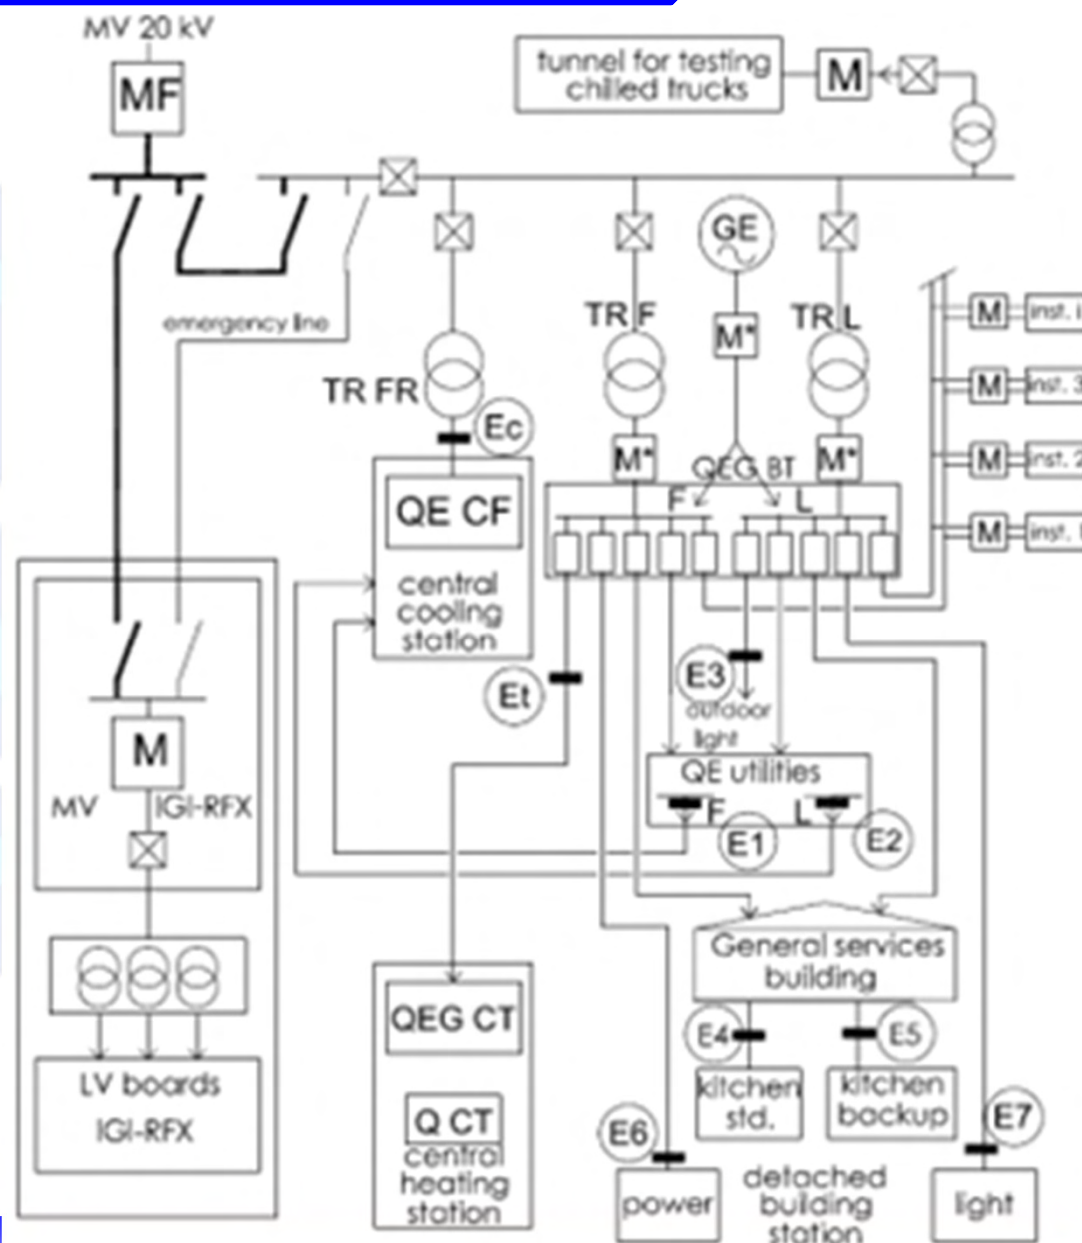 MV 20 kV
MF
tunnel for testing
chilled trucks
M
GE
TR F
M*
TR L
M
inst. i
emergency line
TR FR
Ec
M
inst. 3
M*
QEG BT
M*
M
inst. 2
F
L
QE CF
M
inst. 1
central
cooling
station
E3
Et
outdoor
light
M
QE utilities
MV
IGI-RFX
F
L
E1
E2
General services
building
QEG CT
E4
E5
LV boards
IGI-RFX
kitchen
std.
kitchen
backup
Q CT
E6
E7
central
heating
station
power
detached
building
station
light